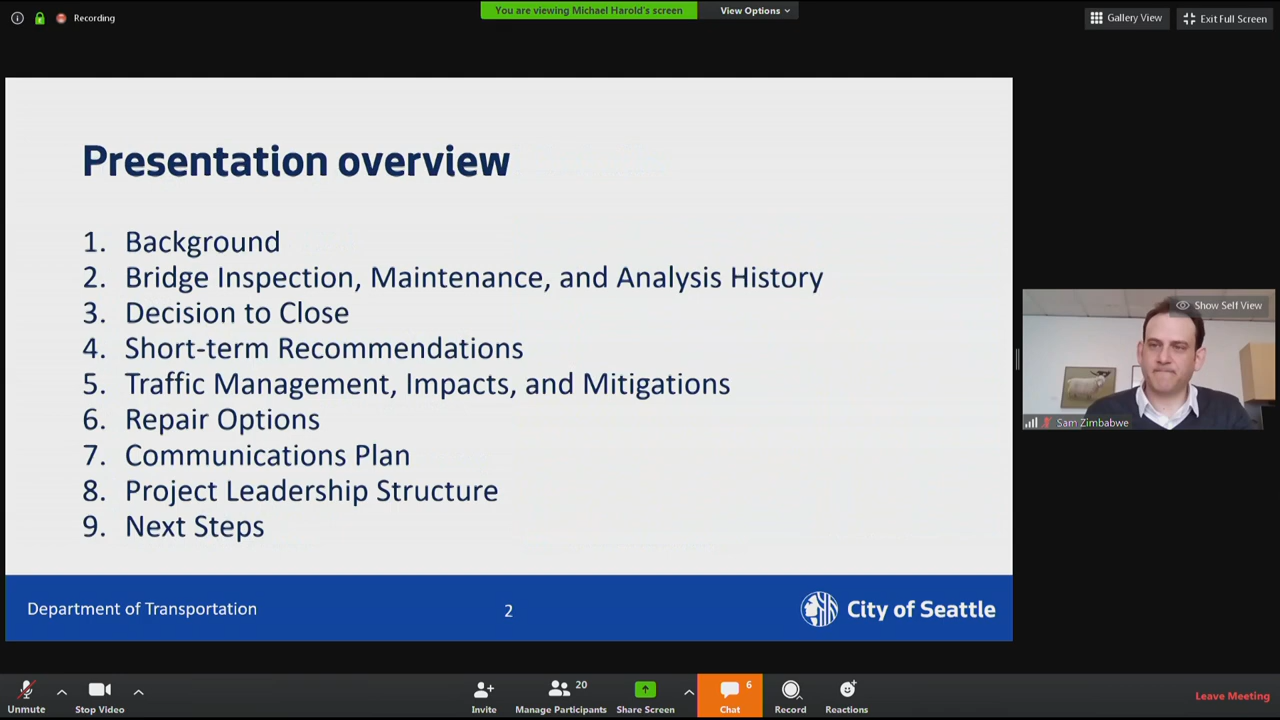 Recording
You are viewing Michael Harold's screen
View Options
Gallery View
Exit Full Screen
Presentation overview
1. Background
2. Bridge Inspection, Maintenance, and Analysis History
3. Decision to Close
4. Short-term Recommendations
5. Traffic Management, Impacts, and Mitigations
6. Repair Options
7. Communications Plan
8. Project Leadership Structure
9. Next Steps
Show Self View
Sam Zimbabwe
Department of Transportation
2
City of Seattle
Unmute
Stop Video
Invite
20
Manage Participants
Share Screen
6
Chat
Record
Reactions
Leave Meeting